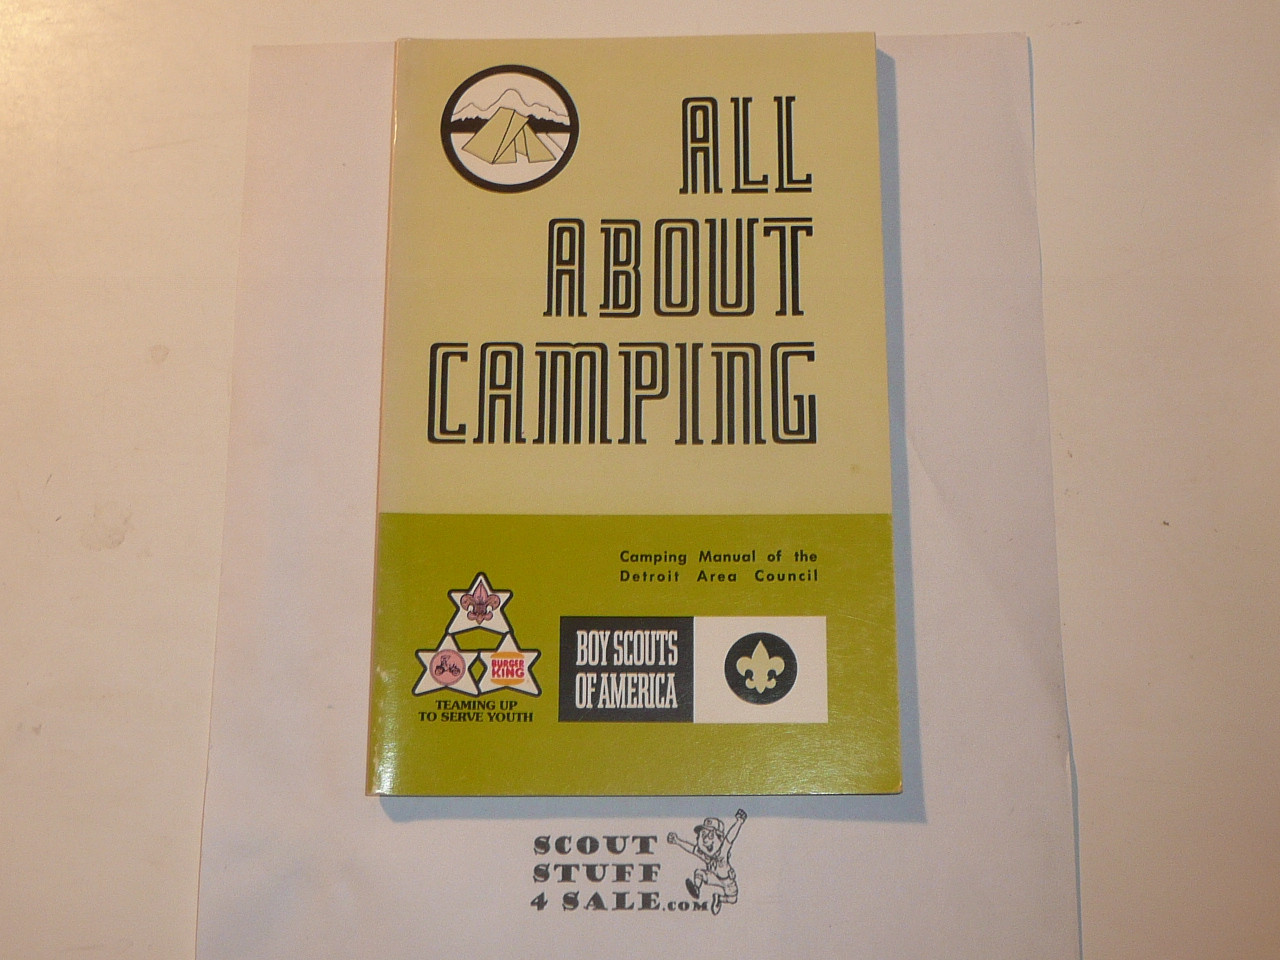 ALL
ABOUT
CAMPING
Camping Manual of the
Detroit Area Council
BURGER
KING
TEAMING UP
TO SERVE YOUTH
BOY SCOUTS
OF AMERICA
SCOUT
STUFF
4 SALE.com